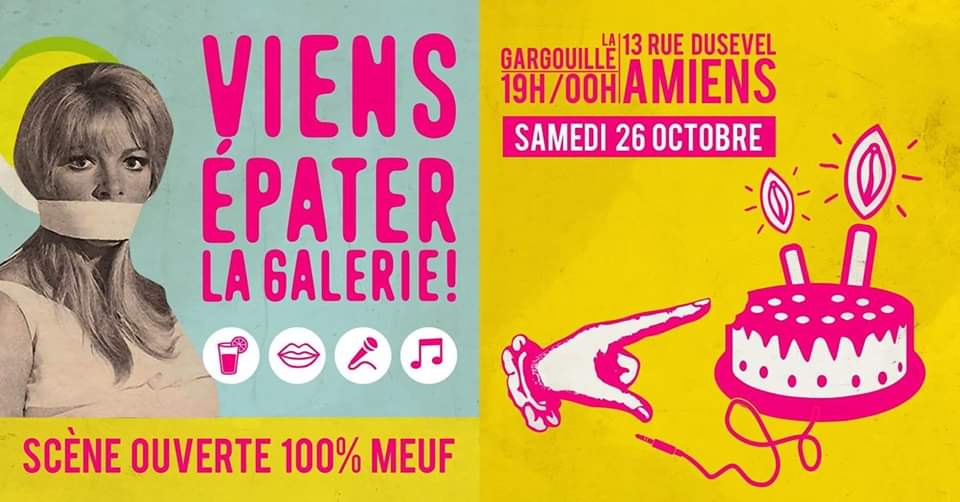 VIENS
ÉPATER
LA GALERIE!
SCÈNE OUVERTE 100% MEUF
LA
GARGOUILLE
19H/00H
13 RUE DUSEVEL
AMIENS
SAMEDI 26 OCTOBRE